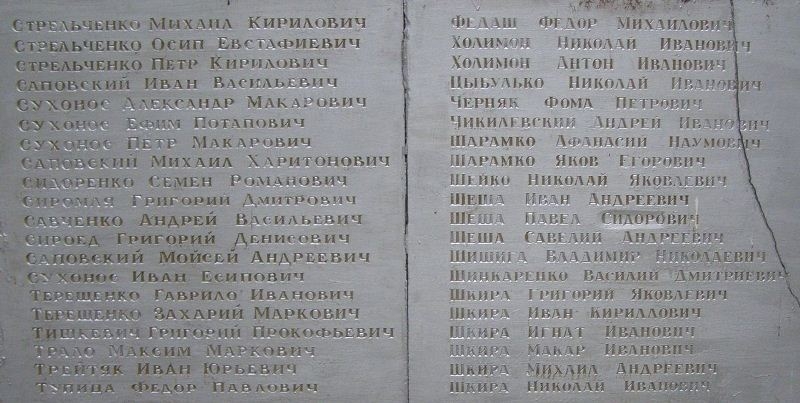 Стрельченко Михаил Кирилович
Стрельченко Осип Евстафиевич
Стрельченко Петр Кирилович
Саповский Иван Васильевич
Сухонос Александр Макарович
Сухонос Ефим Потапович
Сухонос Петр Макарович
Саповский Михаил Харитонович
Сидоренко Семен Романович
Сиромля Григорий Дмитрович
Савченко Андрей Васильевич
Сироед Григорий Денисович
Саповский Мойсей Андреевич
Сухонос Иван Есипович
Терещенко Гаврило Иванович
Терещенко Захарий Маркович
Тишкевич Григорий Прокофьевич
Трало Максим Маркович
Трейтяк Иван Юрьевич
Тупица Федор Павлович
Федаш Федор Михайлович
Холимон Николай Иванович
Холимон Антон Иванович
Цыбулько Николай Иванович
Черняк Фома Петрович
Чикилевский Андрей Иванович
Шарамко Афанасий Наумович
Шарамко Яков Егорович
Шейко Николай Яковлевич
Шеша Иван Андреевич
Шеша Павел Сидорович
Шеша Савелий Андреевич
Шишига Владимир Николаевич
Шинкаренко Василий Дмитриевич
Шкира Григорий Яковлевич
Шкира Иван Кириллович
Шкира Игнат Иванович
Шкира Макар Иванович
Шкира Михаил Андреевич
Шкира Николай Иванович